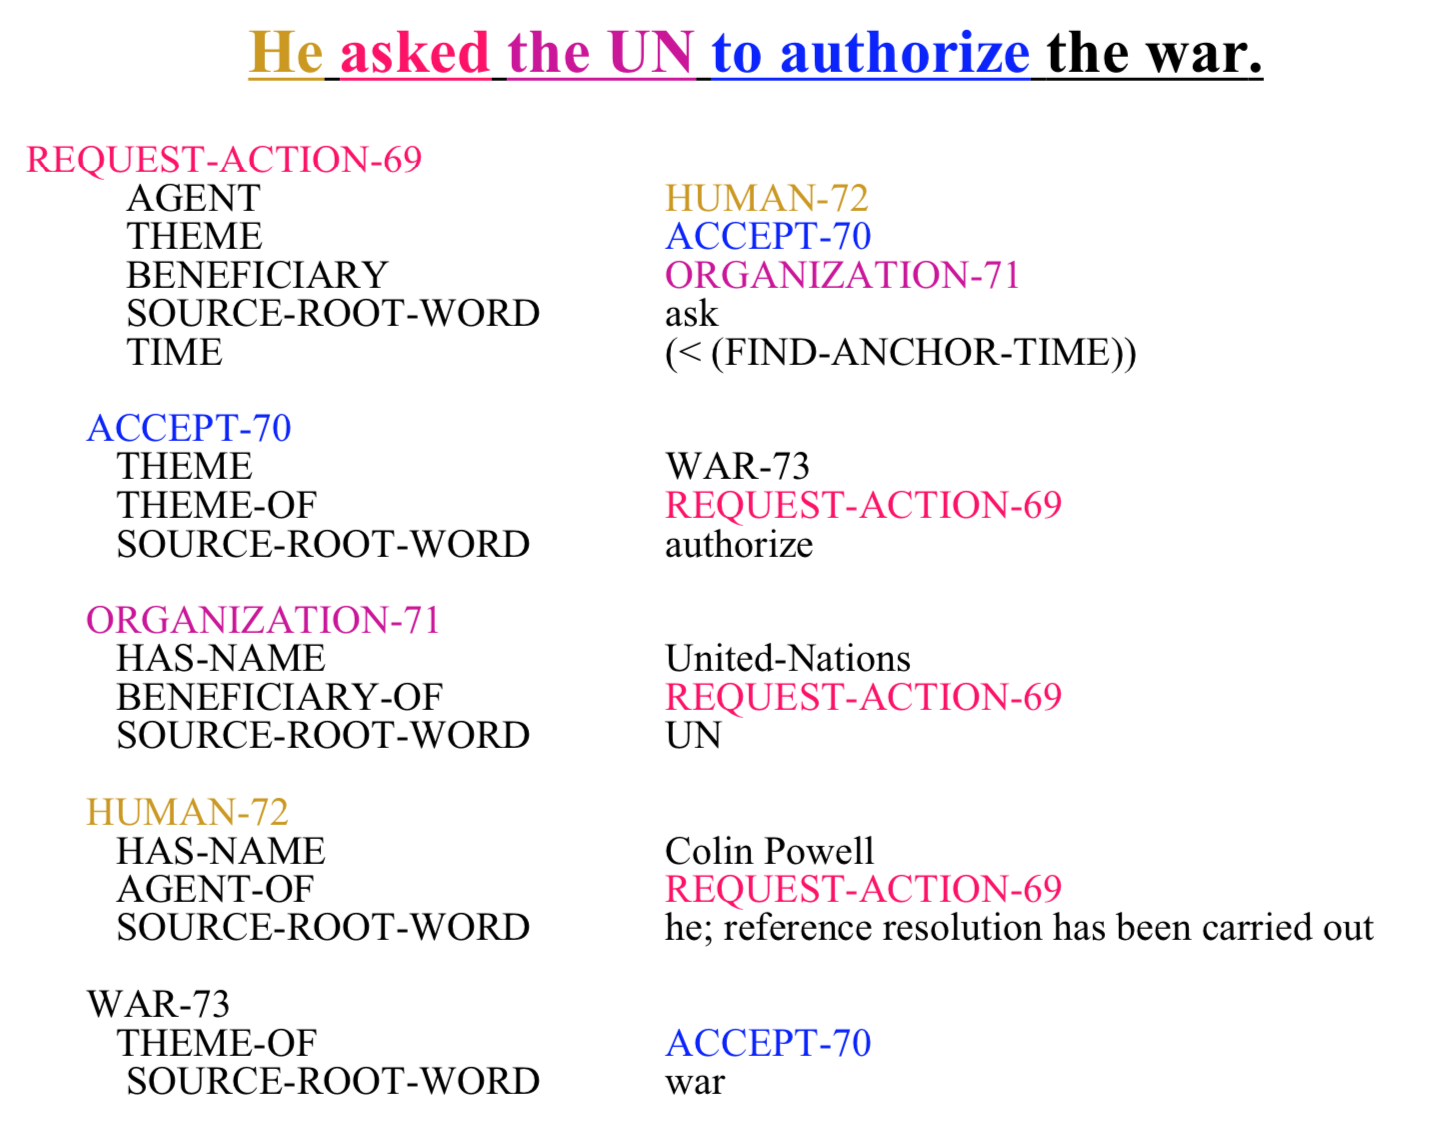 He asked the UN to authorize the war.
REQUEST-ACTION-69
AGENT HUMAN-72
THEME ACCEPT-70
BENEFICIARY ORGANIZATION-71
SOURCE-ROOT-WORD ask
TIME (< (FIND-ANCHOR-TIME))
ACCEPT-70
THEME WAR-73
THEME-OF REQUEST-ACTION-69
SOURCE-ROOT-WORD authorize
ORGANIZATION-71
HAS-NAME United-Nations
BENEFICIARY-OF REQUEST-ACTION-69
SOURCE-ROOT-WORD UN
HUMAN-72
HAS-NAME Colin Powell
AGENT-OF REQUEST-ACTION-69
SOURCE-ROOT-WORD he; reference resolution has been carried out
WAR-73
THEME-OF ACCEPT-70
SOURCE-ROOT-WORD war